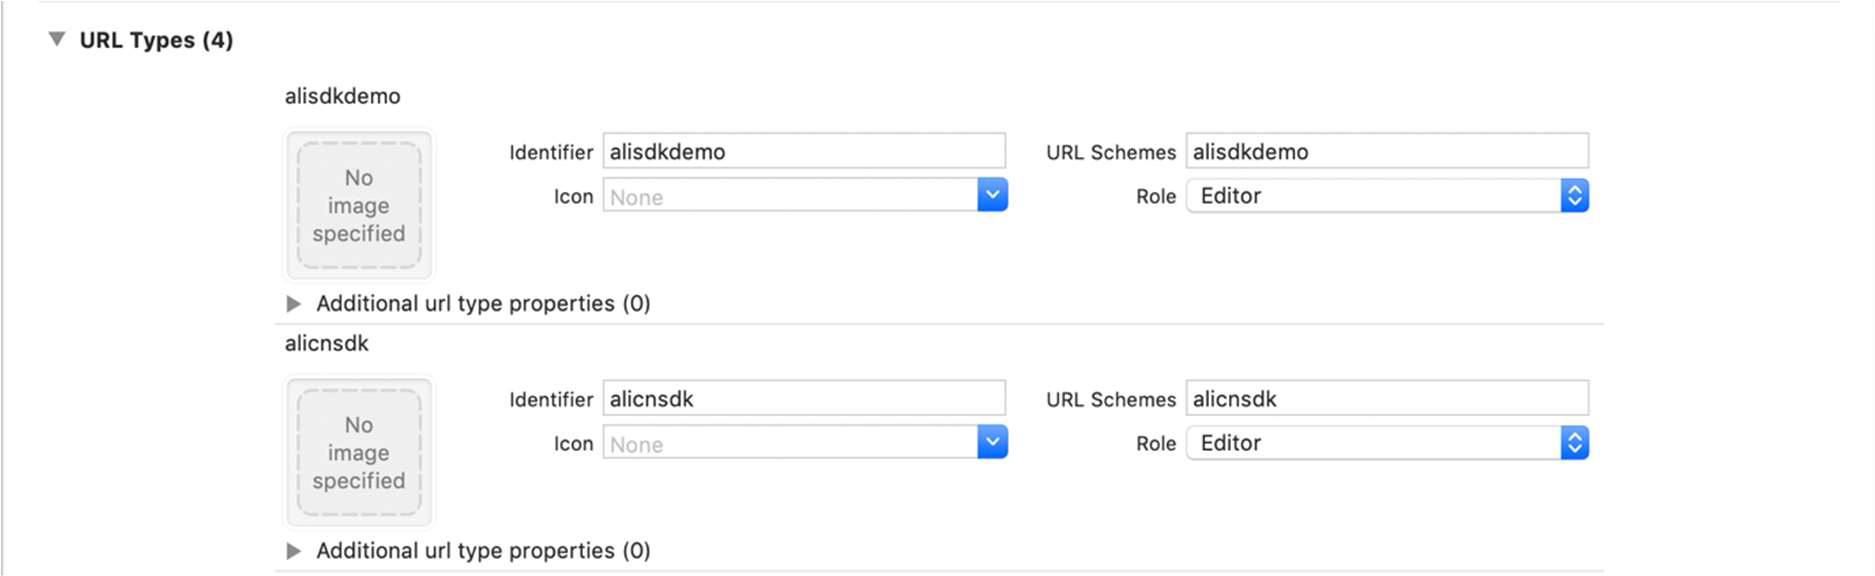 URL Types (4)
alisdkdemo
No
image
specified
Identifier alisdkdemo URL Schemes alisdkdemo
Icon None Role Editor
Additional url type properties (0)
alicnsdk
No
image
specified
Identifier alicnsdk URL Schemes alicnsdk
Icon None Role Editor
Additional url type properties (0)